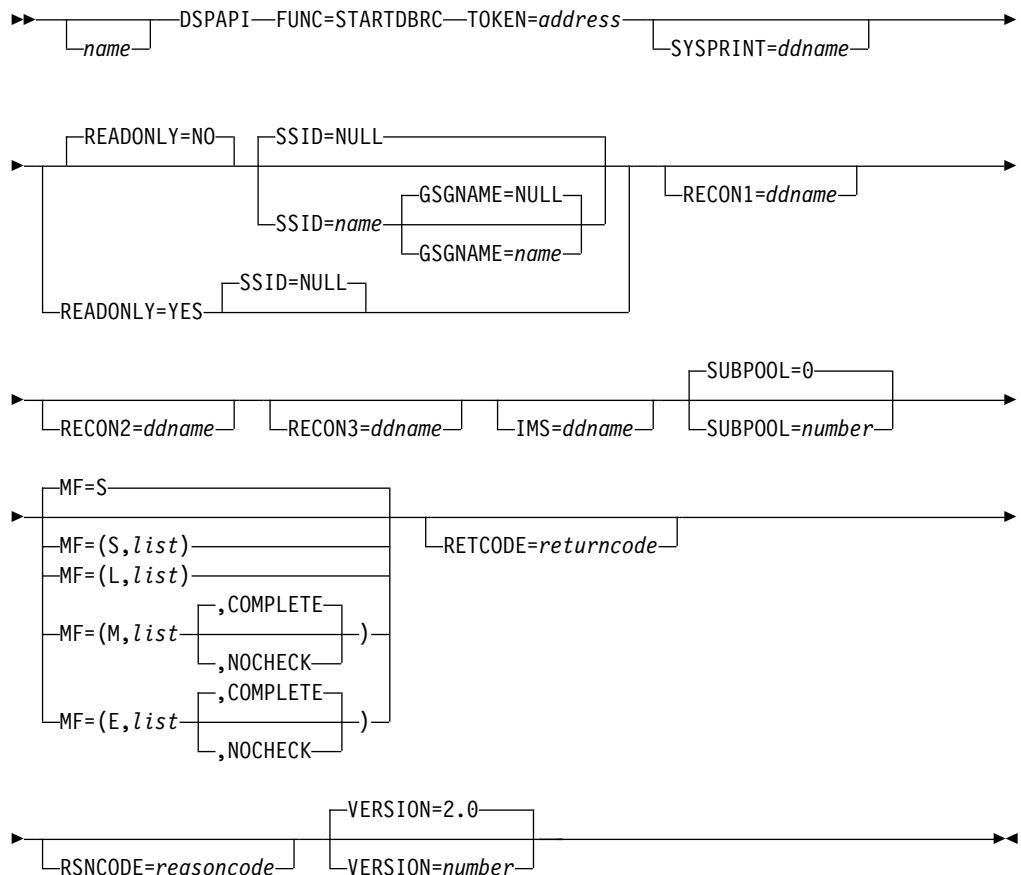 DSPAPI FUNC=STARTDBRC TOKEN=address
name SYSPRINT=ddname
READONLY=NO SSID=NULL
GSGNAME=NULL RECON1=ddname
SSID=name
GSGNAME=name
SSID=NULL
READONLY=YES
SUBPOOL=0
RECON2=ddname RECON3=ddname IMS=ddname SUBPOOL=number
MF=S
RETCODE=returncode
MF=(S,list)
MF=(L,list)
,COMPLETE
MF=(M,list )
,NOCHECK
,COMPLETE
MF=(E,list )
,NOCHECK
VERSION=2.0
RSNCODE=reasoncode VERSION=number